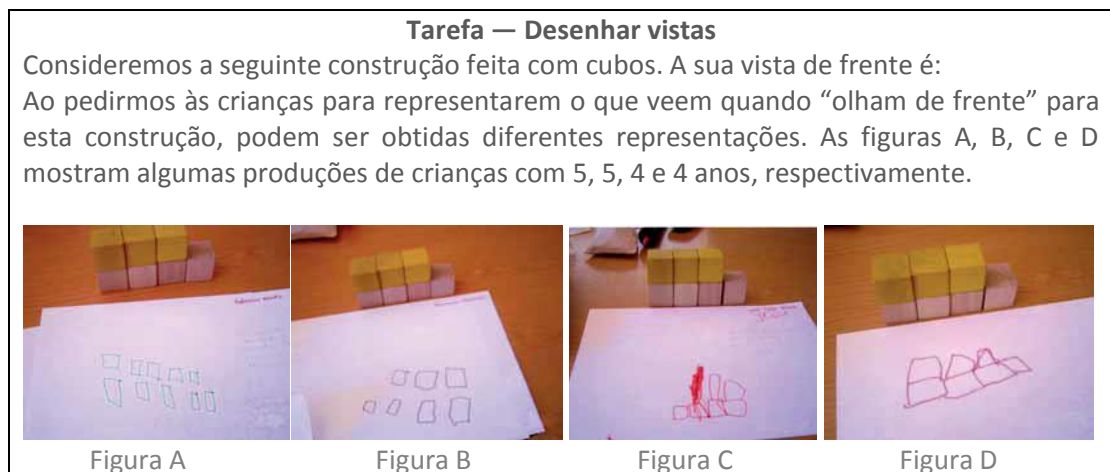 Tarefa — Desenhar vistas
Consideremos a seguinte construção feita com cubos. A sua vista de frente é:
Ao pedirmos às crianças para representarem o que veem quando “olham de frente” para
esta construção, podem ser obtidas diferentes representações. As figuras A, B, C e D
mostram algumas produções de crianças com 5, 5, 4 e 4 anos, respectivamente.
Figura A
Figura B
Figura C
Figura D